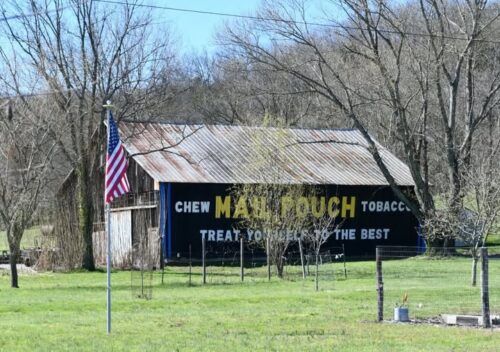 CHEW MAIL POUCH TOBACCO
TREAT YOURSELF TO THE BEST